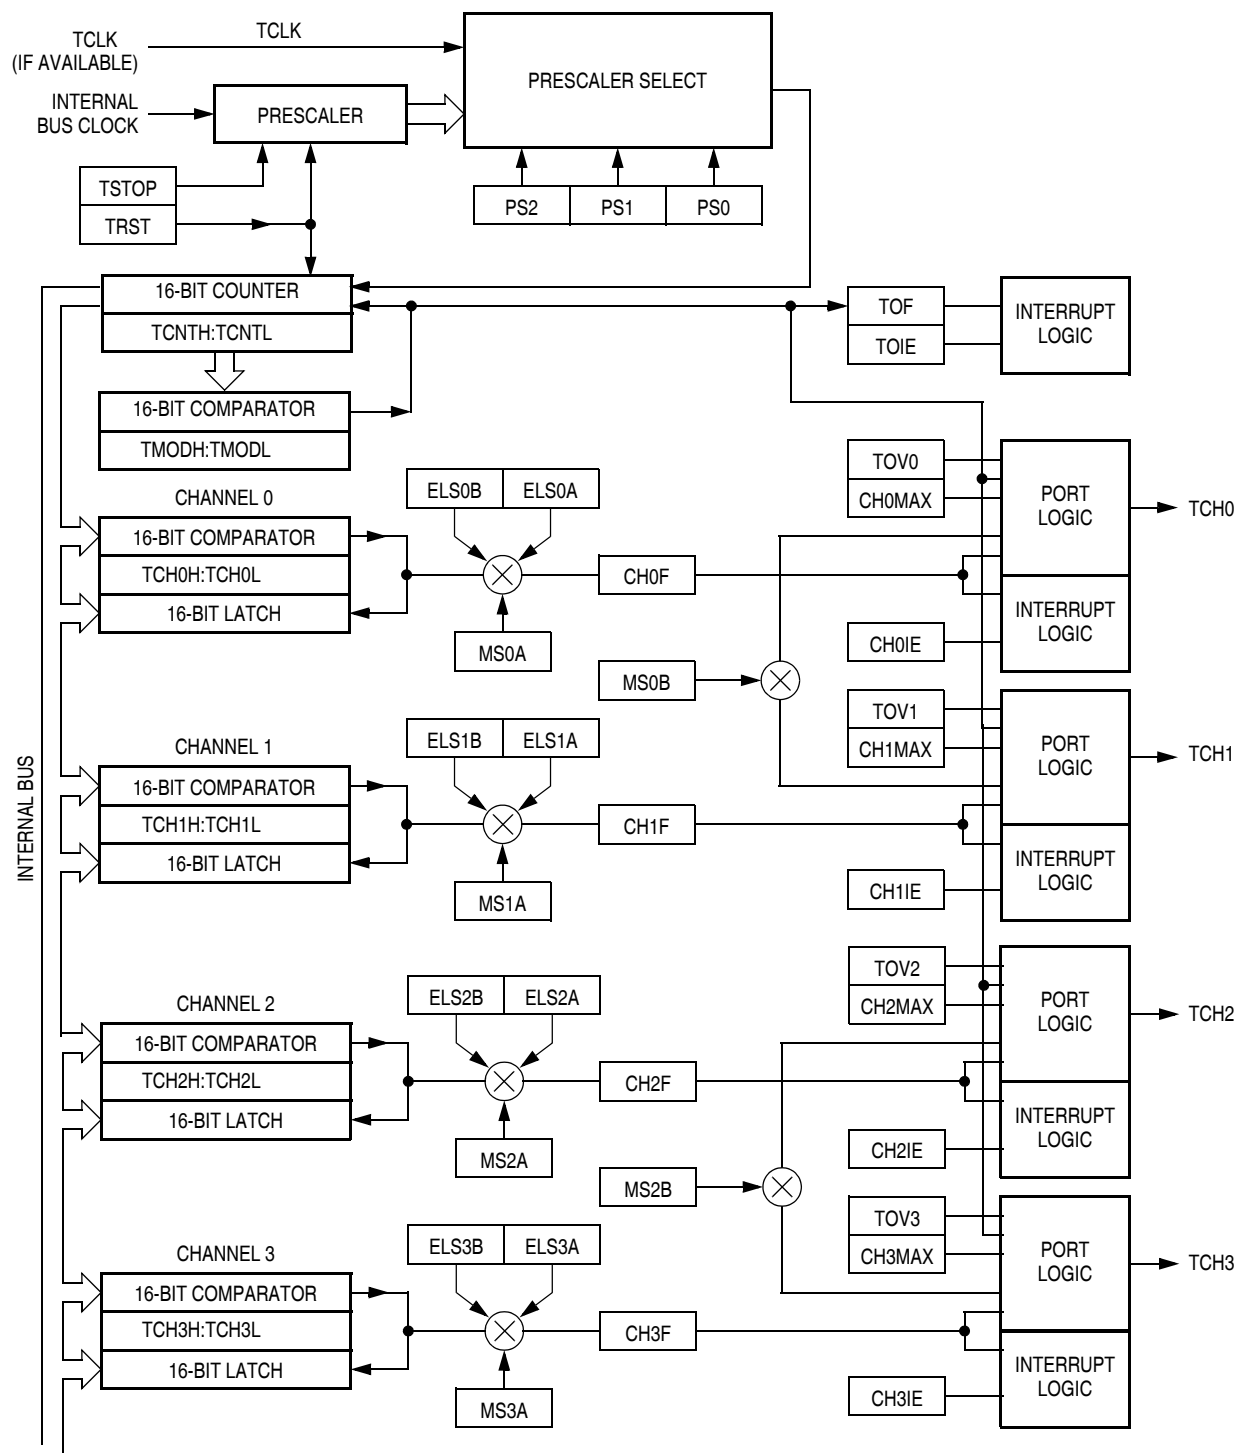 TCLK
(IF AVAILABLE)
TCLK
PRESCALER SELECT
INTERNAL
BUS CLOCK
PRESCALER
TSTOP
TRST
PS2
PS1
PS0
16-BIT COUNTER
TCNTH:TCNTL
TOF
TOIE
INTERRUPT
LOGIC
16-BIT COMPARATOR
TMODH:TMODL
INTERNAL BUS
CHANNEL 0
16-BIT COMPARATOR
TCH0H:TCH0L
16-BIT LATCH
ELS0B
ELS0A
MS0A
CH0F
TOV0
CH0MAX
PORT
LOGIC
TCH0
INTERRUPT
LOGIC
CH0IE
MS0B
CHANNEL 1
16-BIT COMPARATOR
TCH1H:TCH1L
16-BIT LATCH
ELS1B
ELS1A
MS1A
CH1F
TOV1
CH1MAX
PORT
LOGIC
TCH1
INTERRUPT
LOGIC
CH1IE
CHANNEL 2
16-BIT COMPARATOR
TCH2H:TCH2L
16-BIT LATCH
ELS2B
ELS2A
MS2A
CH2F
TOV2
CH2MAX
PORT
LOGIC
TCH2
INTERRUPT
LOGIC
CH2IE
MS2B
CHANNEL 3
16-BIT COMPARATOR
TCH3H:TCH3L
16-BIT LATCH
ELS3B
ELS3A
MS3A
CH3F
TOV3
CH3MAX
PORT
LOGIC
TCH3
INTERRUPT
LOGIC
CH3IE